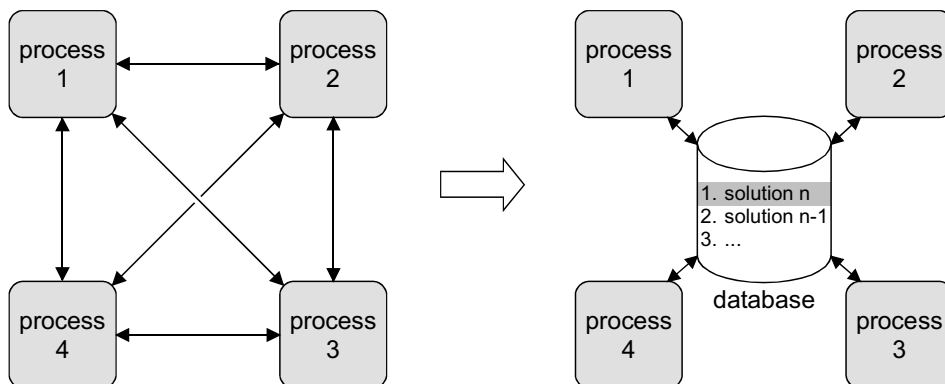 process
1
process
2
process
4
process
3
process
1
process
2
1. solution n
2. solution n-1
3. ...
database
process
4
process
3